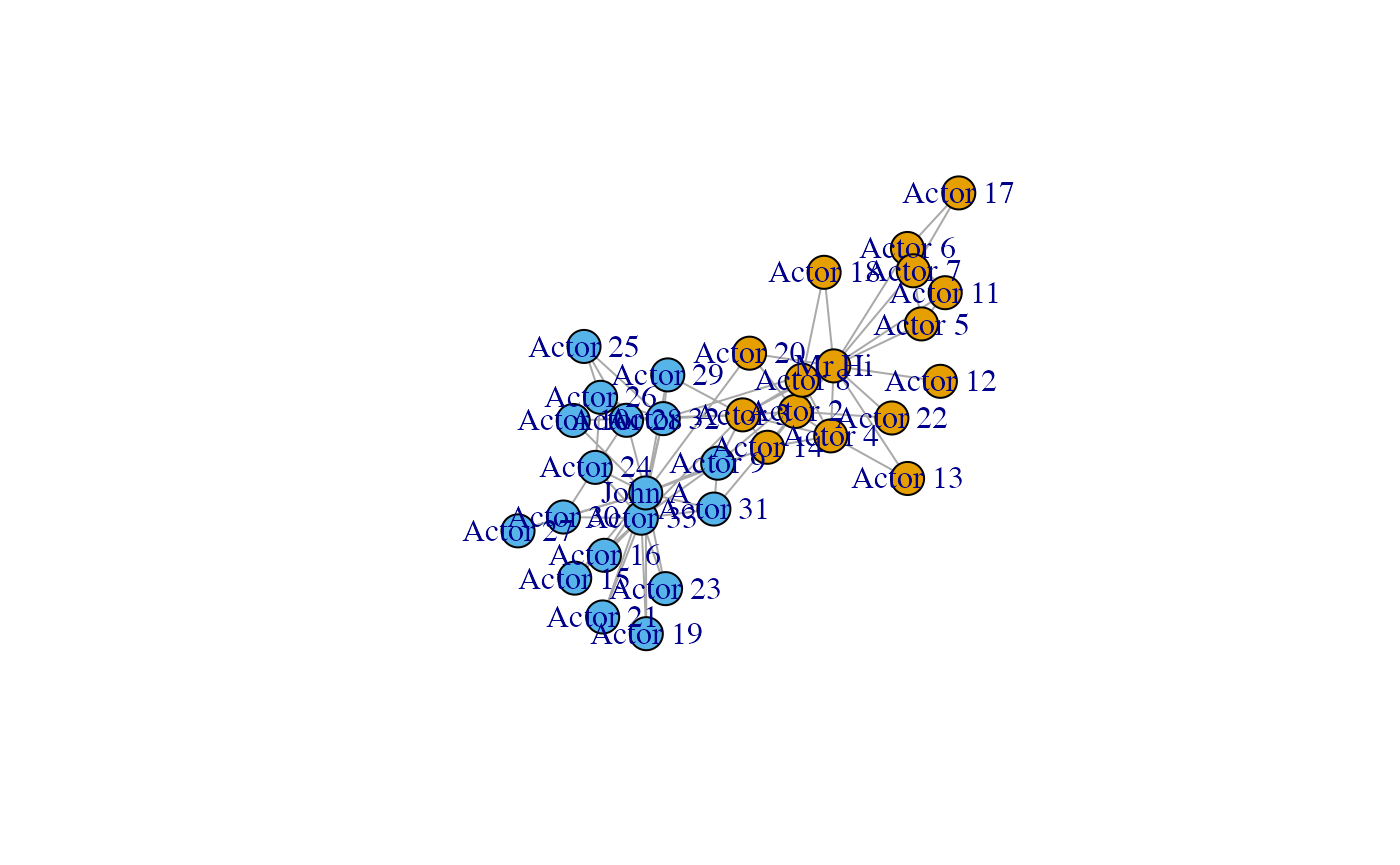 Actor 17
Actor 6
Actor 7
Actor 18
Actor 11
Actor 5
Actor 25
Actor 20
Mr Hi
Actor 29
Actor 8
Actor 12
Actor 26
Actor 2
Actor 3
Actor 22
Actor 10
Actor 28
Actor 32
Actor 4
Actor 14
Actor 9
Actor 24
Actor 13
John A
Actor 31
Actor 30
Actor 33
Actor 27
Actor 16
Actor 15
Actor 23
Actor 21
Actor 19